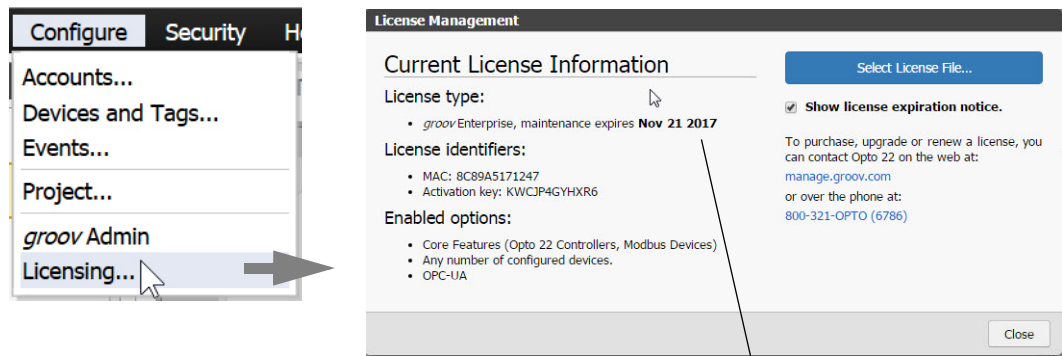 Configure Security H
Accounts...
Devices and Tags...
Events...
Project...
groov Admin
Licensing...
License Management
Current License Information
License type:
• groov Enterprise, maintenance expires Nov 21 2017
License identifiers:
• MAC: 8C89A5171247
• Activation key: KWCJP4GYHXR6
Enabled options:
• Core Features (Opto 22 Controllers, Modbus Devices)
• Any number of configured devices.
• OPC-UA
Select License File...
Show license expiration notice.
To purchase, upgrade or renew a license, you
can contact Opto 22 on the web at:
manage.groov.com
or over the phone at:
800-321-OPTO (6786)
Close